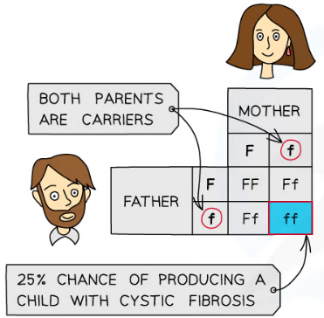 BOTH PARENTS
ARE CARRIERS
MOTHER
F f
FATHER
F FF Ff
f Ff ff
25% CHANCE OF PRODUCING A
CHILD WITH CYSTIC FIBROSIS